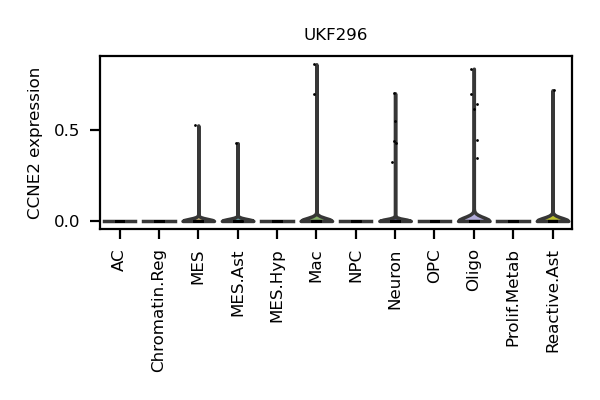 UKF296
CCNE2 expression
0.5
0.0
AC
Chromatin.Reg
MES
MES.Ast
MES.Hyp
Mac
NPC
Neuron
OPC
Oligo
Prolif.Metab
Reactive.Ast